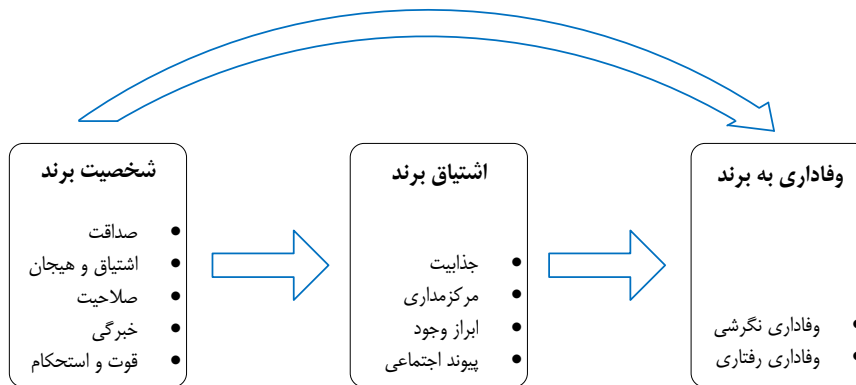 شخصیت برند
صداقت
اشتیاق و هیجان
صلاحیت
خبرگی
قوت و استحکام
اشتیاق برند
جذابیت
مرکزمداری
ابراز وجود
پیوند اجتماعی
وفاداری به برند
وفاداری نگرشی
وفاداری رفتاری